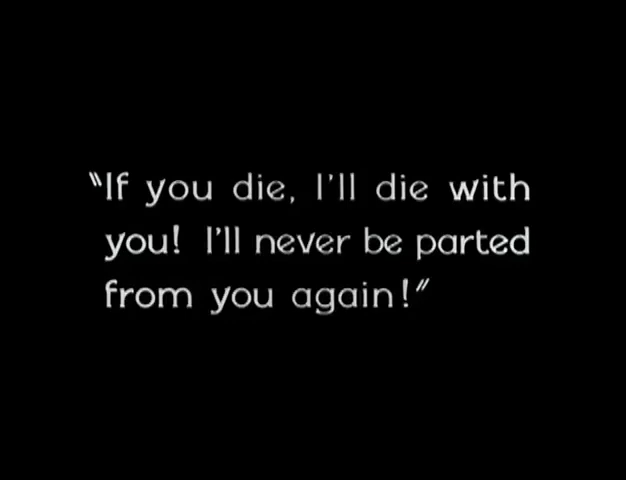 "If you die, I'll die with
you! I'll never be parted
from you again!"